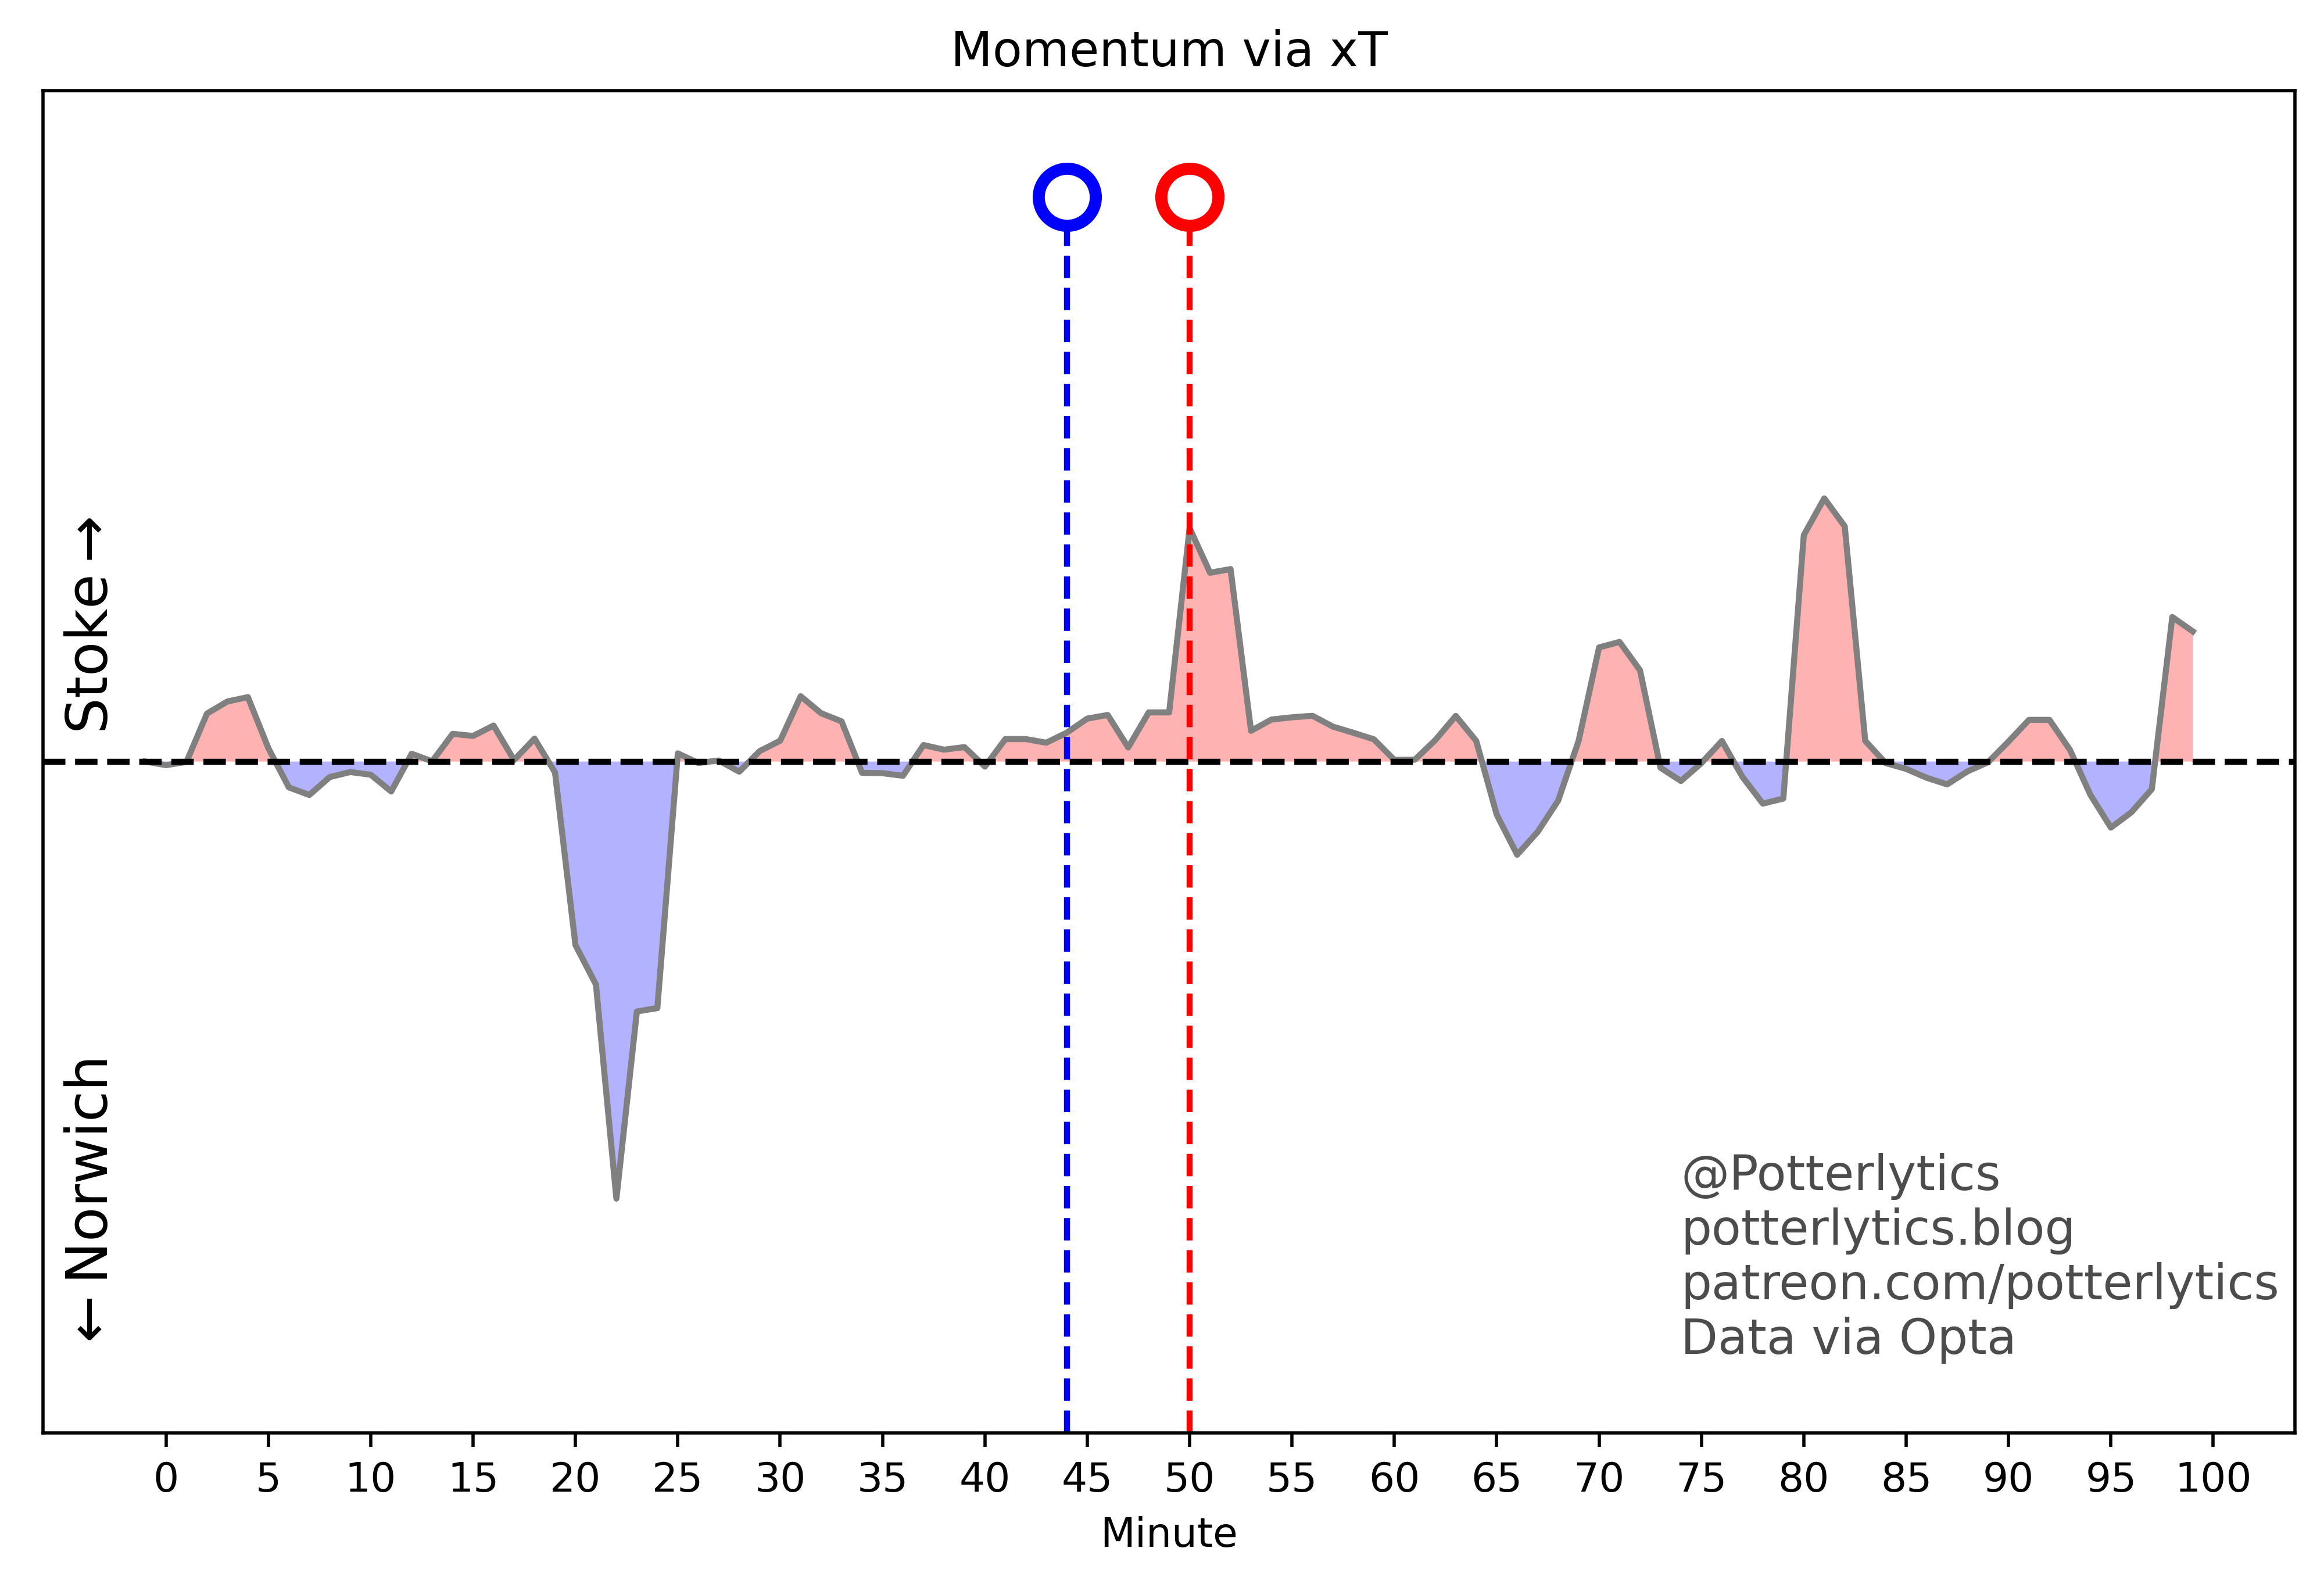 Momentum via xT
Stoke →
← Norwich
@Potterlytics
potterlytics.blog
patreon.com/potterlytics
Data via Opta
0 5 10 15 20 25 30 35 40 45 50 55 60 65 70 75 80 85 90 95 100
Minute